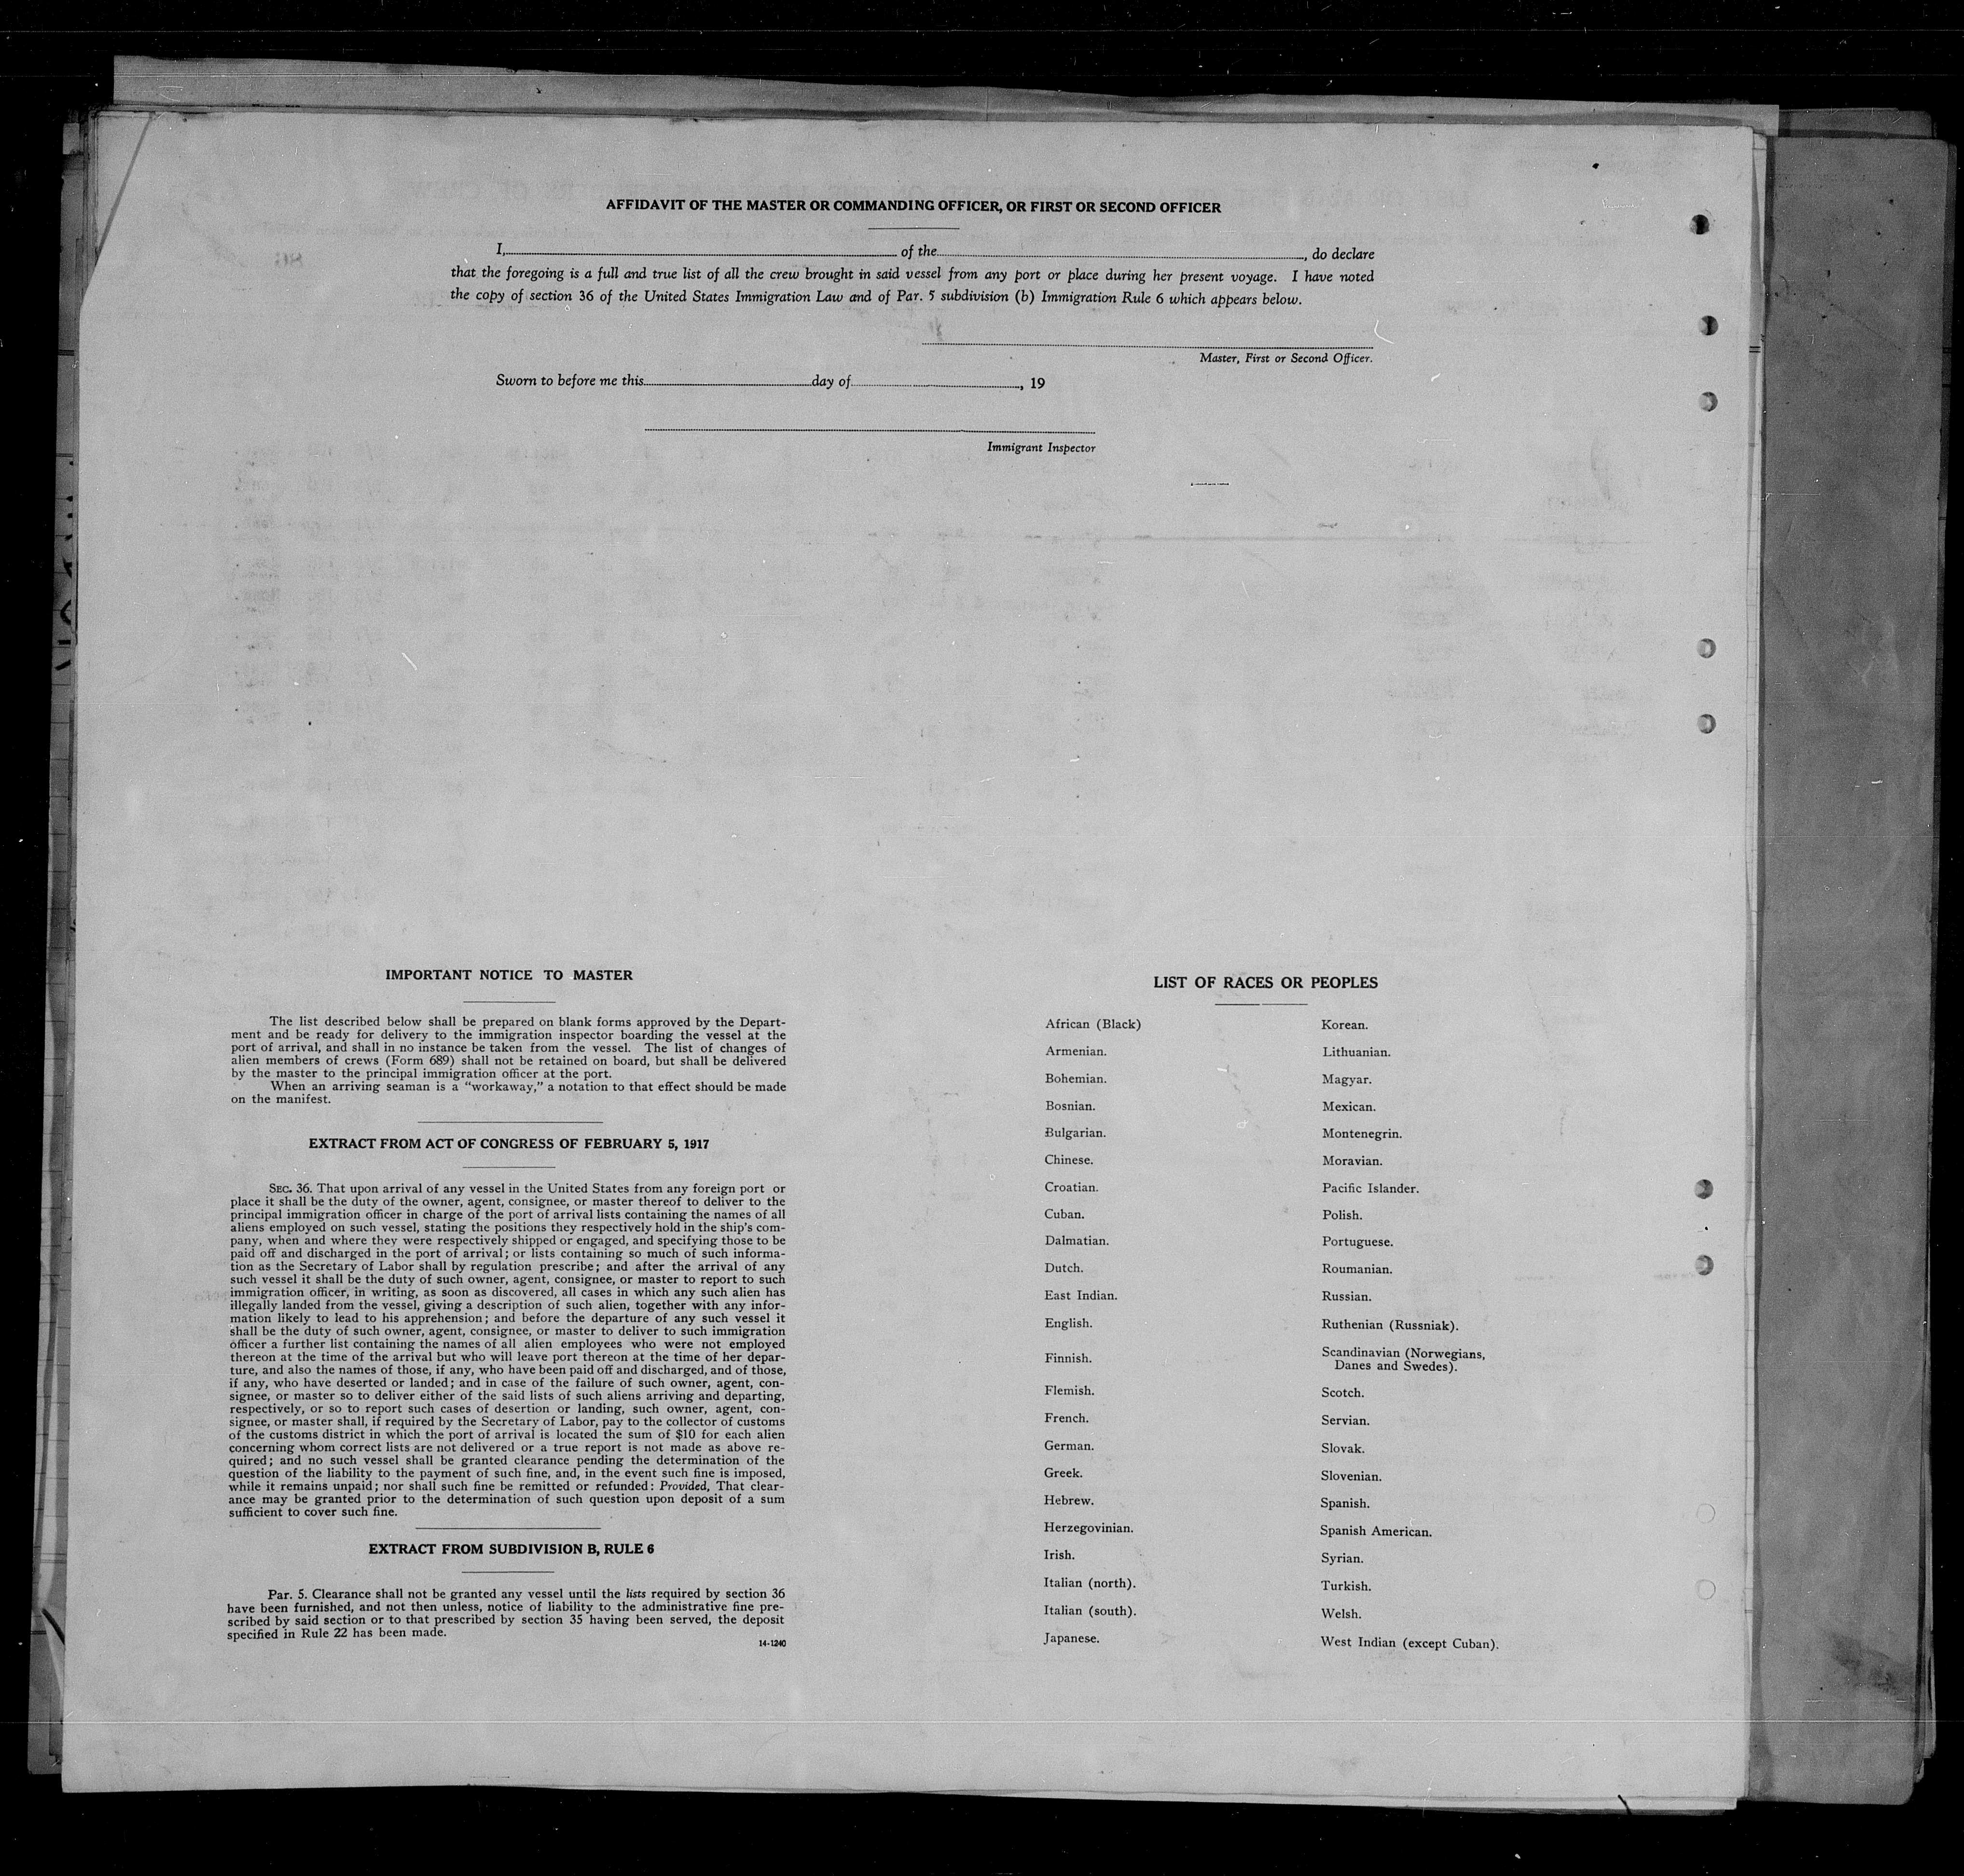 AFFIDAVIT OF THE MASTER OR COMMANDING OFFICER, OR FIRST OR SECOND OFFICER
I, of the , do declare
that the foregoing is a full and true list of all the crew brought in said vessel from any port or place during her present voyage. I have noted
the copy of section 36 of the United States Immigration Law and of Par. 5 subdivision (b) Immigration Rule 6 which appears below.
Master, First or Second Officer.
Sworn to before me this day of , 19
Immigrant Inspector
IMPORTANT NOTICE TO MASTER
The list described below shall be prepared on blank forms approved by the Depart-
ment and be ready for delivery to the immigration inspector boarding the vessel at the
port of arrival, and shall in no instance be taken from the vessel. The list of changes of
alien members of crews (Form 689) shall not be retained on board, but shall be delivered
by the master to the principal immigration officer at the port.
When an arriving seaman is a "workaway," a notation to that effect should be made
on the manifest.
EXTRACT FROM ACT OF CONGRESS OF FEBRUARY 5, 1917
SEC. 36. That upon arrival of any vessel in the United States from any foreign port or
place it shall be the duty of the owner, agent, consignee, or master thereof to deliver to the
principal immigration officer in charge of the port of arrival lists containing the names of all
aliens employed on such vessel, stating the positions they respectively hold in the ship's com-
pany, when and where they were respectively shipped or engaged, and specifying those to be
paid off and discharged in the port of arrival; or lists containing so much of such informa-
tion as the Secretary of Labor shall by regulation prescribe; and after the arrival of any
such vessel it shall be the duty of such owner, agent, consignee, or master to report to such
immigration officer, in writing, as soon as discovered, all cases in which any such alien has
illegally landed from the vessel, giving a description of such alien, together with any infor-
mation likely to lead to his apprehension; and before the departure of any such vessel it
shall be the duty of such owner, agent, consignee, or master to deliver to such immigration
officer a further list containing the names of all alien employees who were not employed
thereon at the time of the arrival but who will leave port thereon at the time of her depar-
ture, and also the names of those, if any, who have been paid off and discharged, and of those,
if any, who have deserted or landed; and in case of the failure of such owner, agent, con-
signee, or master so to deliver either of the said lists of such aliens arriving and departing,
respectively, or so to report such cases of desertion or landing, such owner, agent, con-
signee, or master shall, if required by the Secretary of Labor, pay to the collector of customs
of the customs district in which the port of arrival is located the sum of $10 for each alien
concerning whom correct lists are not delivered or a true report is not made as above re-
quired; and no such vessel shall be granted clearance pending the determination of the
question of the liability to the payment of such fine, and, in the event such fine is imposed,
while it remains unpaid; nor shall such fine be remitted or refunded: Provided, That clear-
ance may be granted prior to the determination of such question upon deposit of a sum
sufficient to cover such fine.
EXTRACT FROM SUBDIVISION B, RULE 6
Par. 5. Clearance shall not be granted any vessel until the lists required by section 36
have been furnished, and not then unless, notice of liability to the administrative fine pre-
scribed by said section or to that prescribed by section 35 having been served, the deposit
specified in Rule 22 has been made.
14-1240
LIST OF RACES OR PEOPLES
African (Black)
Armenian.
Bohemian.
Bosnian.
Bulgarian.
Chinese.
Croatian.
Cuban.
Dalmatian.
Dutch.
East Indian.
English.
Finnish.
Flemish.
French.
German.
Greek.
Hebrew.
Herzegovinian.
Irish.
Italian (north).
Italian (south).
Japanese.
Korean.
Lithuanian.
Magyar.
Mexican.
Montenegrin.
Moravian.
Pacific Islander.
Polish.
Portuguese.
Roumanian.
Russian.
Ruthenian (Russniak).
Scandinavian (Norwegians,
Danes and Swedes).
Scotch.
Servian.
Slovak.
Slovenian.
Spanish.
Spanish American.
Syrian.
Turkish.
Welsh.
West Indian (except Cuban).